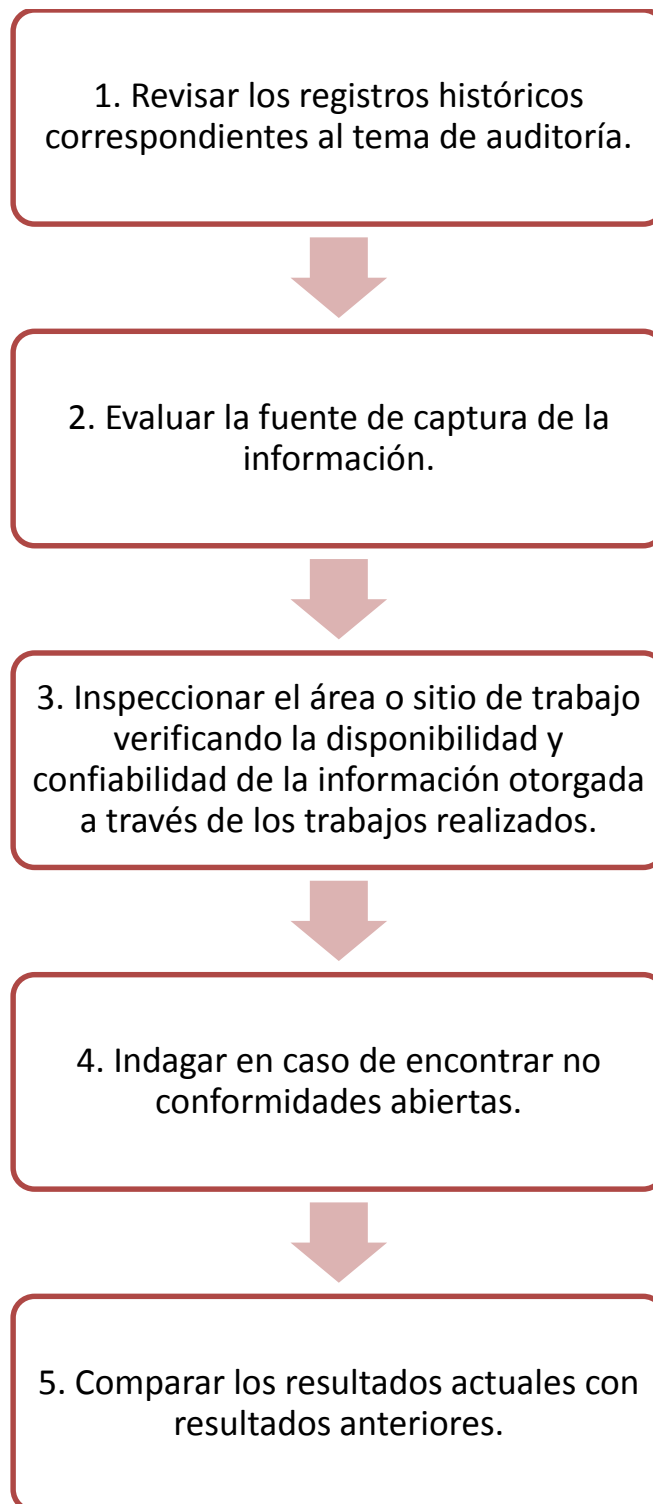 1. Revisar los registros históricos
correspondientes al tema de auditoría.
2. Evaluar la fuente de captura de la
información.
3. Inspeccionar el área o sitio de trabajo
verificando la disponibilidad y
confiabilidad de la información otorgada
a través de los trabajos realizados.
4. Indagar en caso de encontrar no
conformidades abiertas.
5. Comparar los resultados actuales con
resultados anteriores.